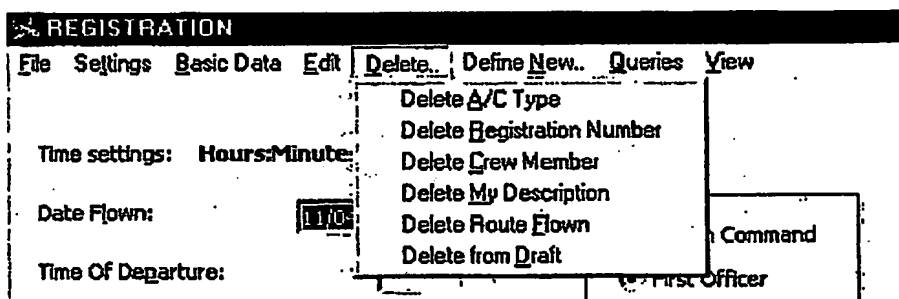 REGISTRATION
File Settings Basic Data Edit Delete.. Define New.. Queries View
Delete A/C Type
Delete Registration Number
Time settings: Hours:Minute
Delete Crew Member
Delete My Description
Date Flown: 11/0
Delete Route Flown
Command
Delete from Draft
Time Of Departure:
First Officer